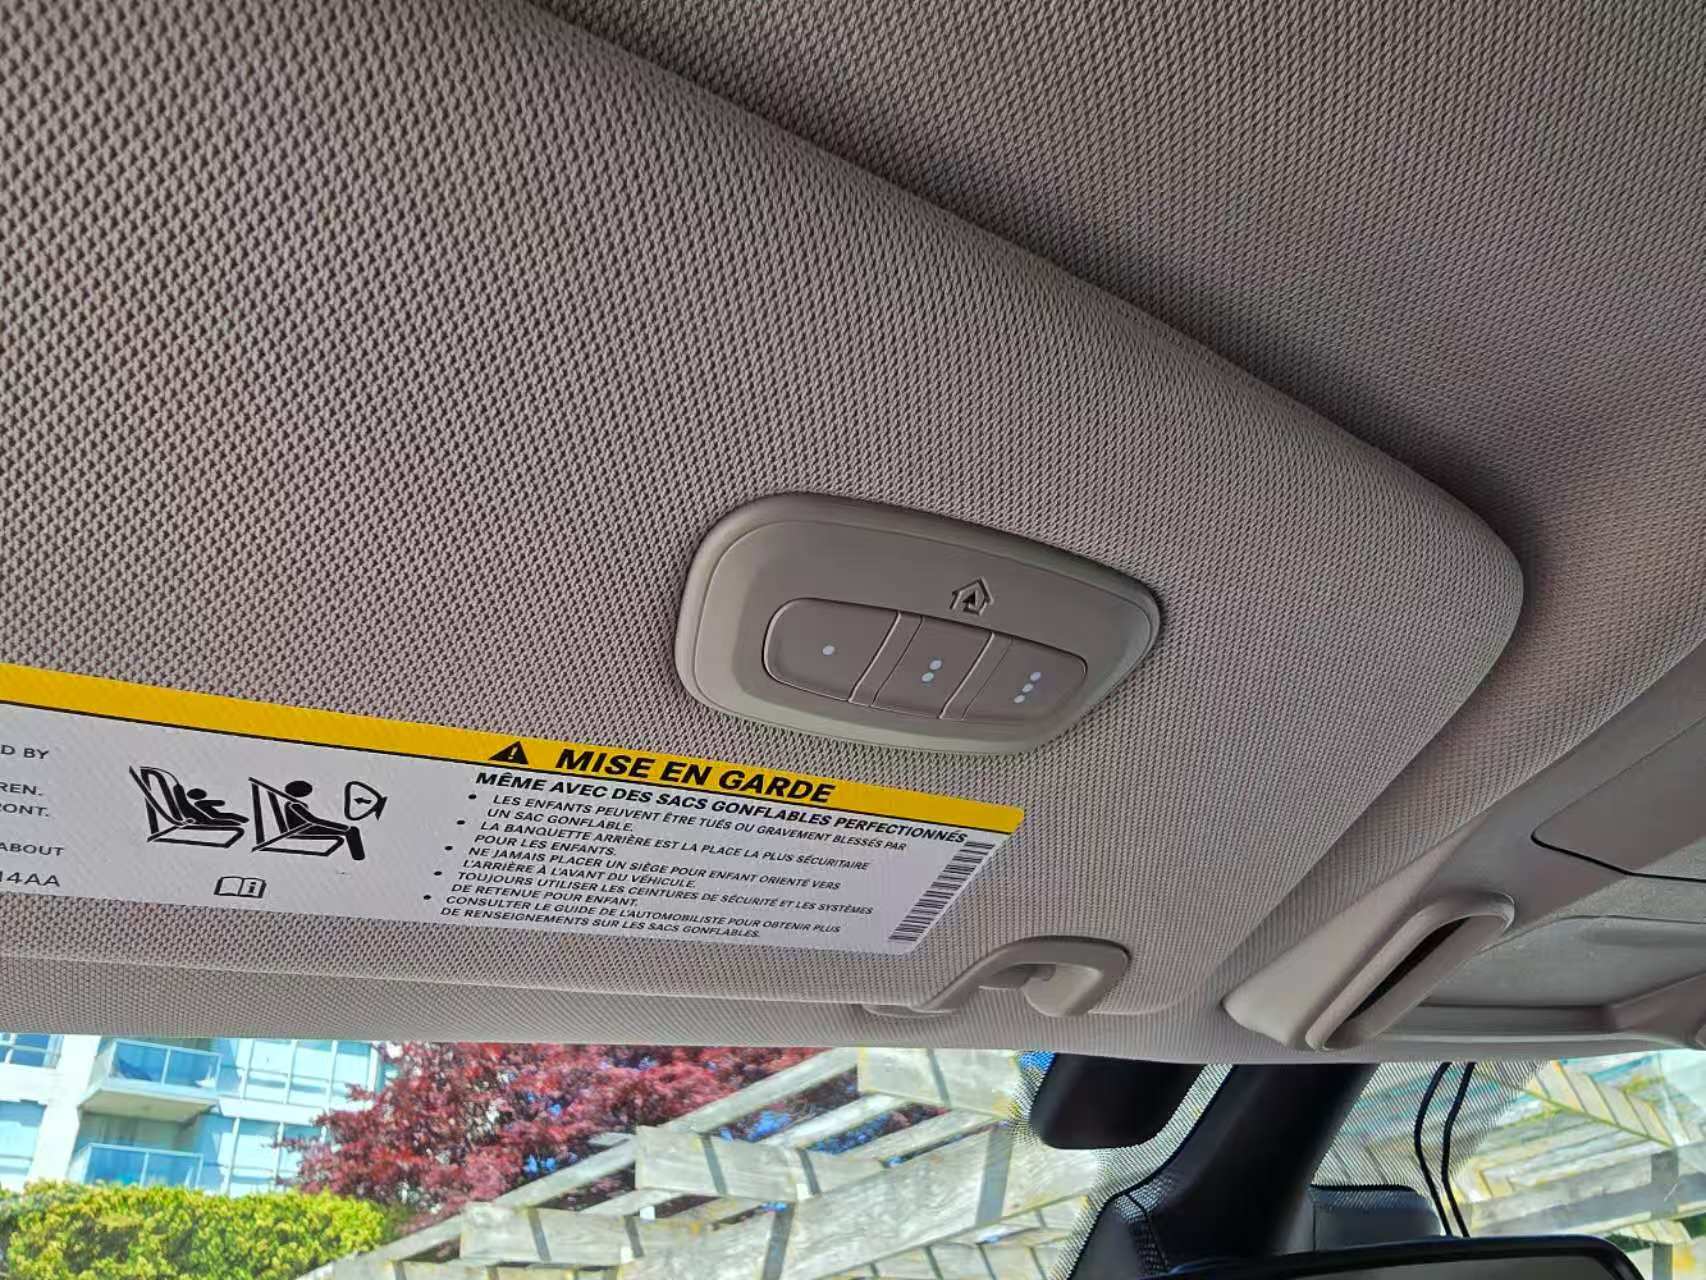 D BY
REN.
RONT.
ABOUT
14AA
MISE EN GARDE
MÊME AVEC DES SACS GONFLABLES PERFECTIONNÉS
• LES ENFANTS PEUVENT ÊTRE TUÉS OU GRAVEMENT BLESSÉS PAR
UN SAC GONFLABLE.
• LA BANQUETTE ARRIÈRE EST LA PLACE LA PLUS SÉCURITAIRE
POUR LES ENFANTS.
• NE JAMAIS PLACER UN SIÈGE POUR ENFANT ORIENTÉ VERS
L'ARRIÈRE À L'AVANT DU VÉHICULE.
• TOUJOURS UTILISER LES CEINTURES DE SÉCURITÉ ET LES SYSTÈMES
DE RETENUE POUR ENFANT.
• CONSULTER LE GUIDE DE L'AUTOMOBILISTE POUR OBTENIR PLUS
DE RENSEIGNEMENTS SUR LES SACS GONFLABLES.